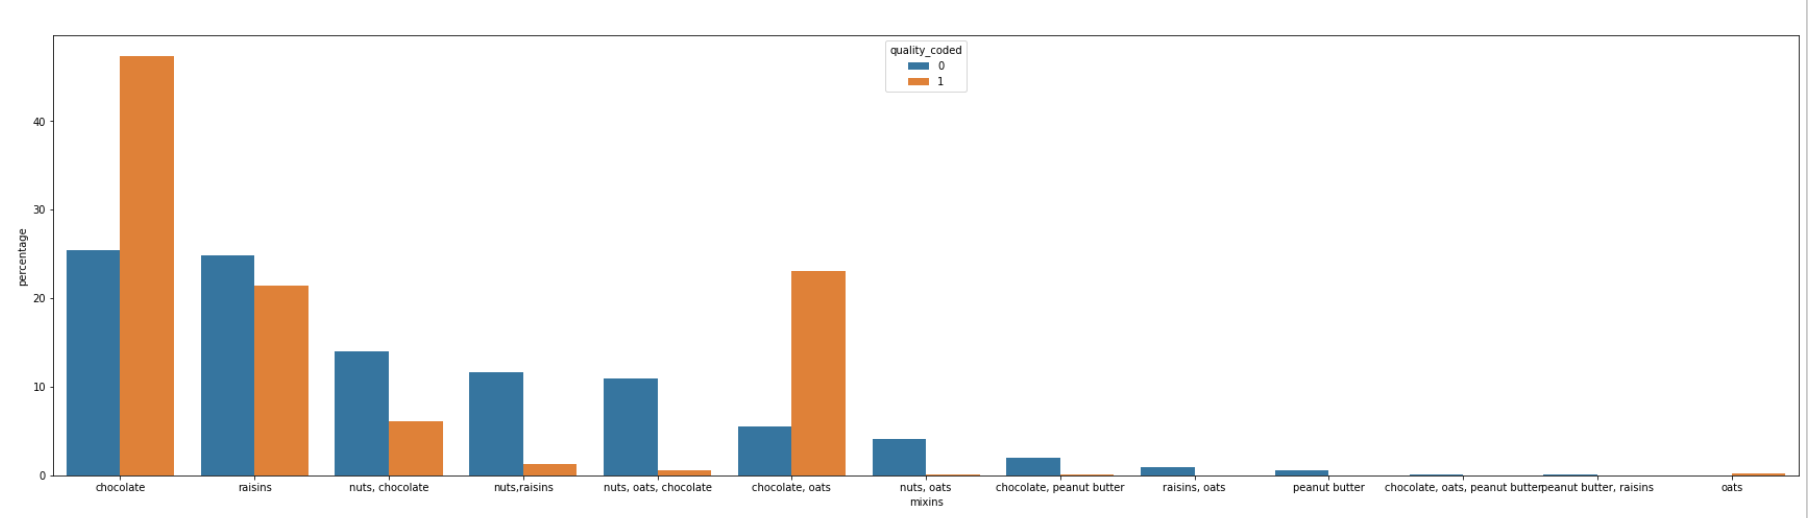 quality_coded
0
1
percentage
40
30
20
10
0
chocolate
raisins
nuts, chocolate
nuts,raisins
nuts, oats, chocolate
chocolate, oats
nuts, oats
chocolate, peanut butter
raisins, oats
peanut butter
chocolate, oats, peanut butter
peanut butter, raisins
oats
mixins